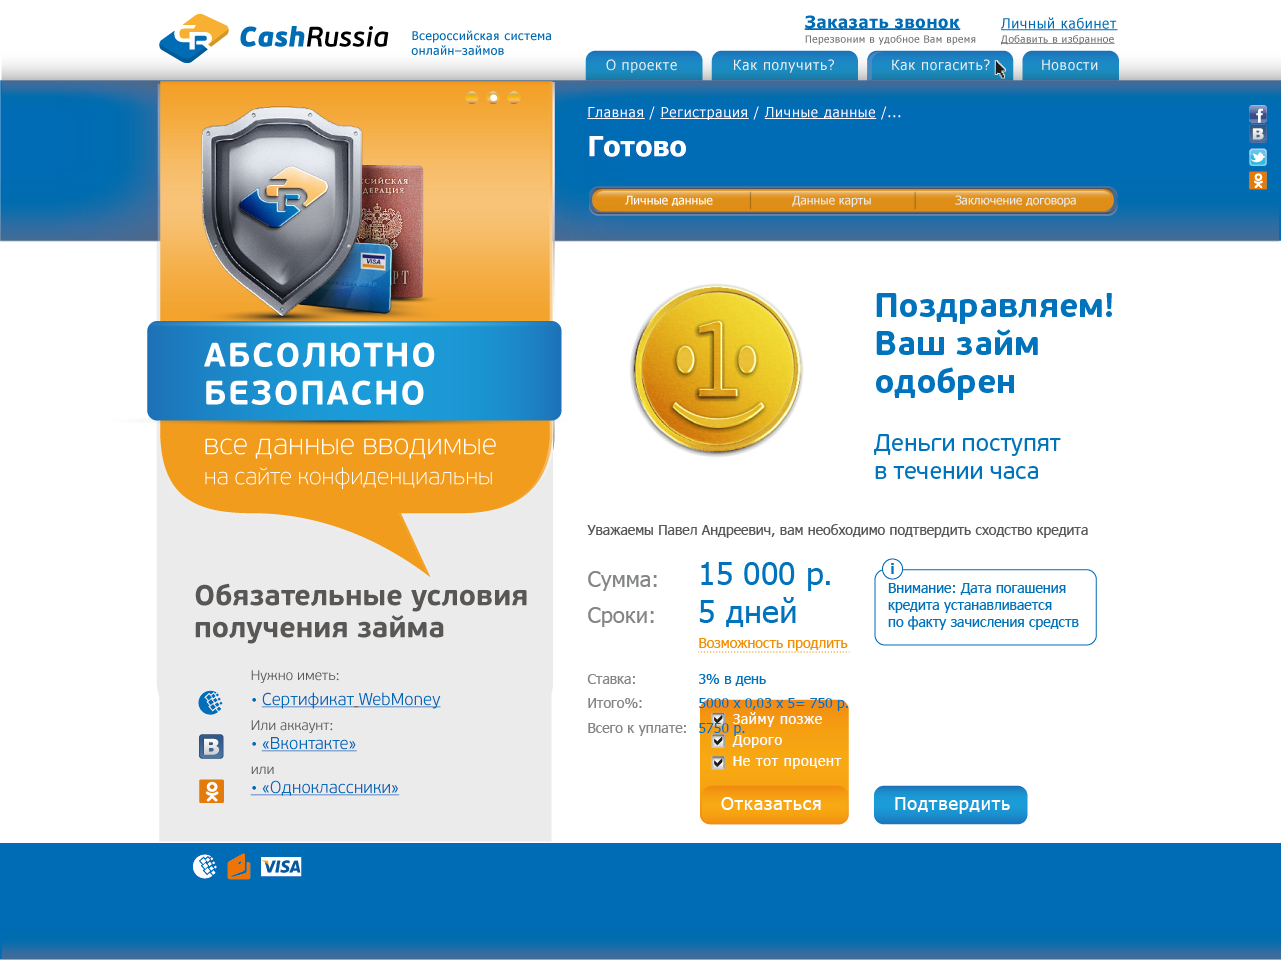 CashRussia
Всероссийская система
онлайн–займов
Заказать звонок
Перезвоним в удобное Вам время
Личный кабинет
Добавить в избранное
О проекте
Как получить?
Как погасить?
Новости
Главная / Регистрация / Личные данные /...
Готово
Личные данные
Данные карты
Заключение договора
VISA
АБСОЛЮТНО
БЕЗОПАСНО
все данные вводимые
на сайте конфиденциальны
Обязательные условия
получения займа
Нужно иметь:
• Сертификат WebMoney
Или аккаунт:
• «Вконтакте»
или
• «Одноклассники»
1
Поздравляем!
Ваш займ
одобрен
Деньги поступят
в течении часа
Уважаемы Павел Андреевич, вам необходимо подтвердить сходство кредита
Сумма: 15 000 р.
Сроки: 5 дней
Возможность продлить
i
Внимание: Дата погашения
кредита устанавливается
по факту зачисления средств
Ставка: 3% в день
Итого%: 5000 x 0,03 x 5= 750 р.
Всего к уплате: 5750 р.
Займу позже
Дорого
Не тот процент
Отказаться
Подтвердить
VISA